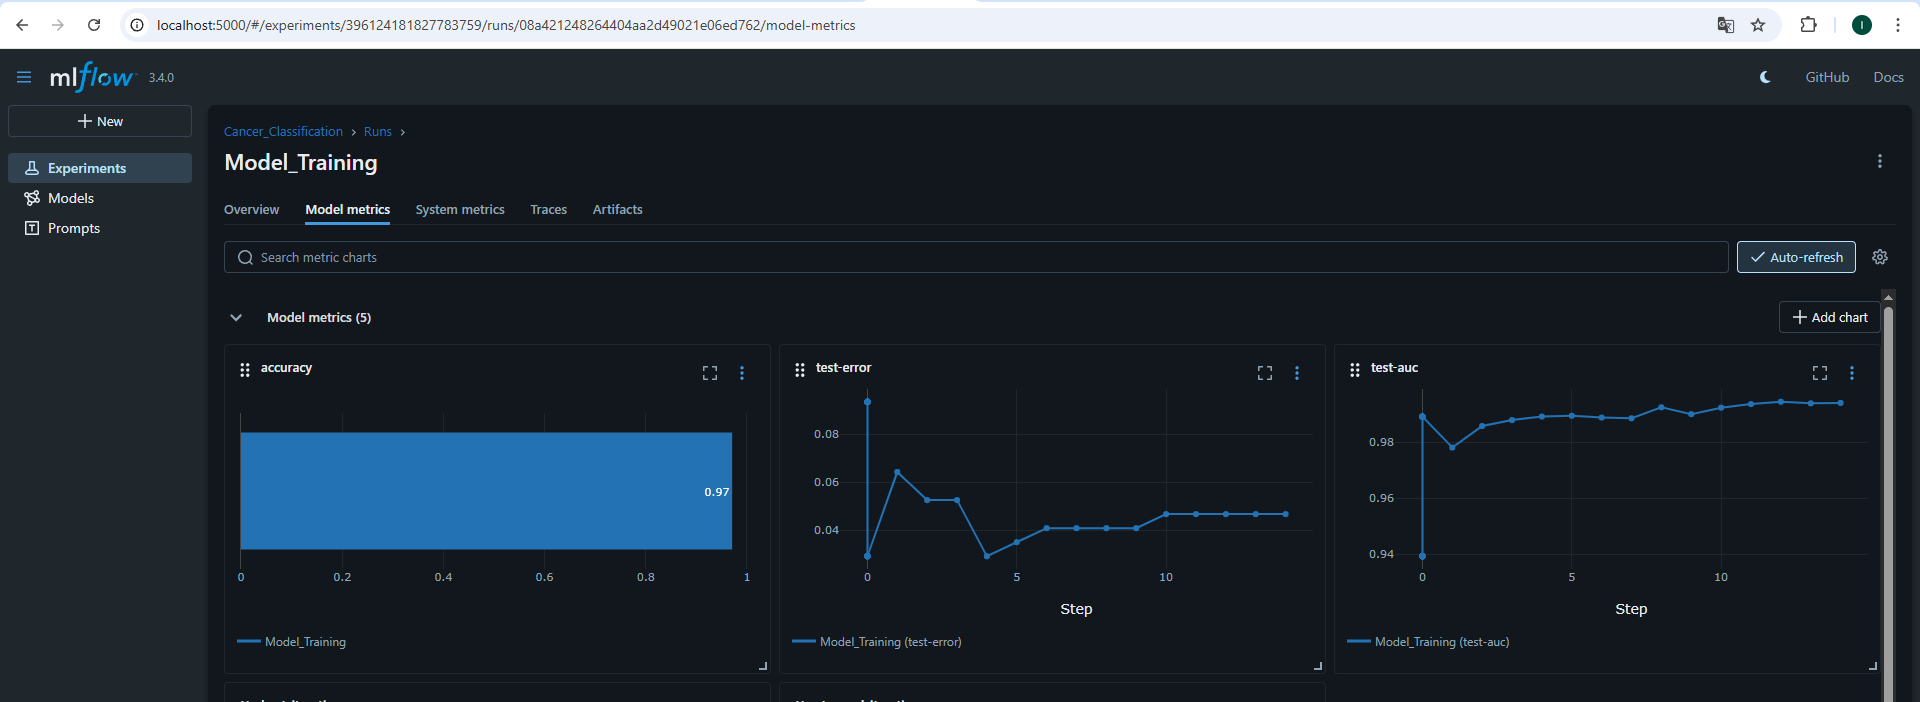 localhost:5000/#/experiments/396124181827783759/runs/08a421248264404aa2d49021e06ed762/model-metrics
I
mlflow 3.4.0
GitHub
Docs
New
Experiments
Models
Prompts
Cancer_Classification > Runs >
Model_Training
Overview
Model metrics
System metrics
Traces
Artifacts
Search metric charts
Auto-refresh
Model metrics (5)
Add chart
accuracy
0.97
0 0.2 0.4 0.6 0.8 1
Model_Training
test-error
0.08
0.06
0.04
0 5 10
Step
Model_Training (test-error)
test-auc
0.98
0.96
0.94
0 5 10
Step
Model_Training (test-auc)